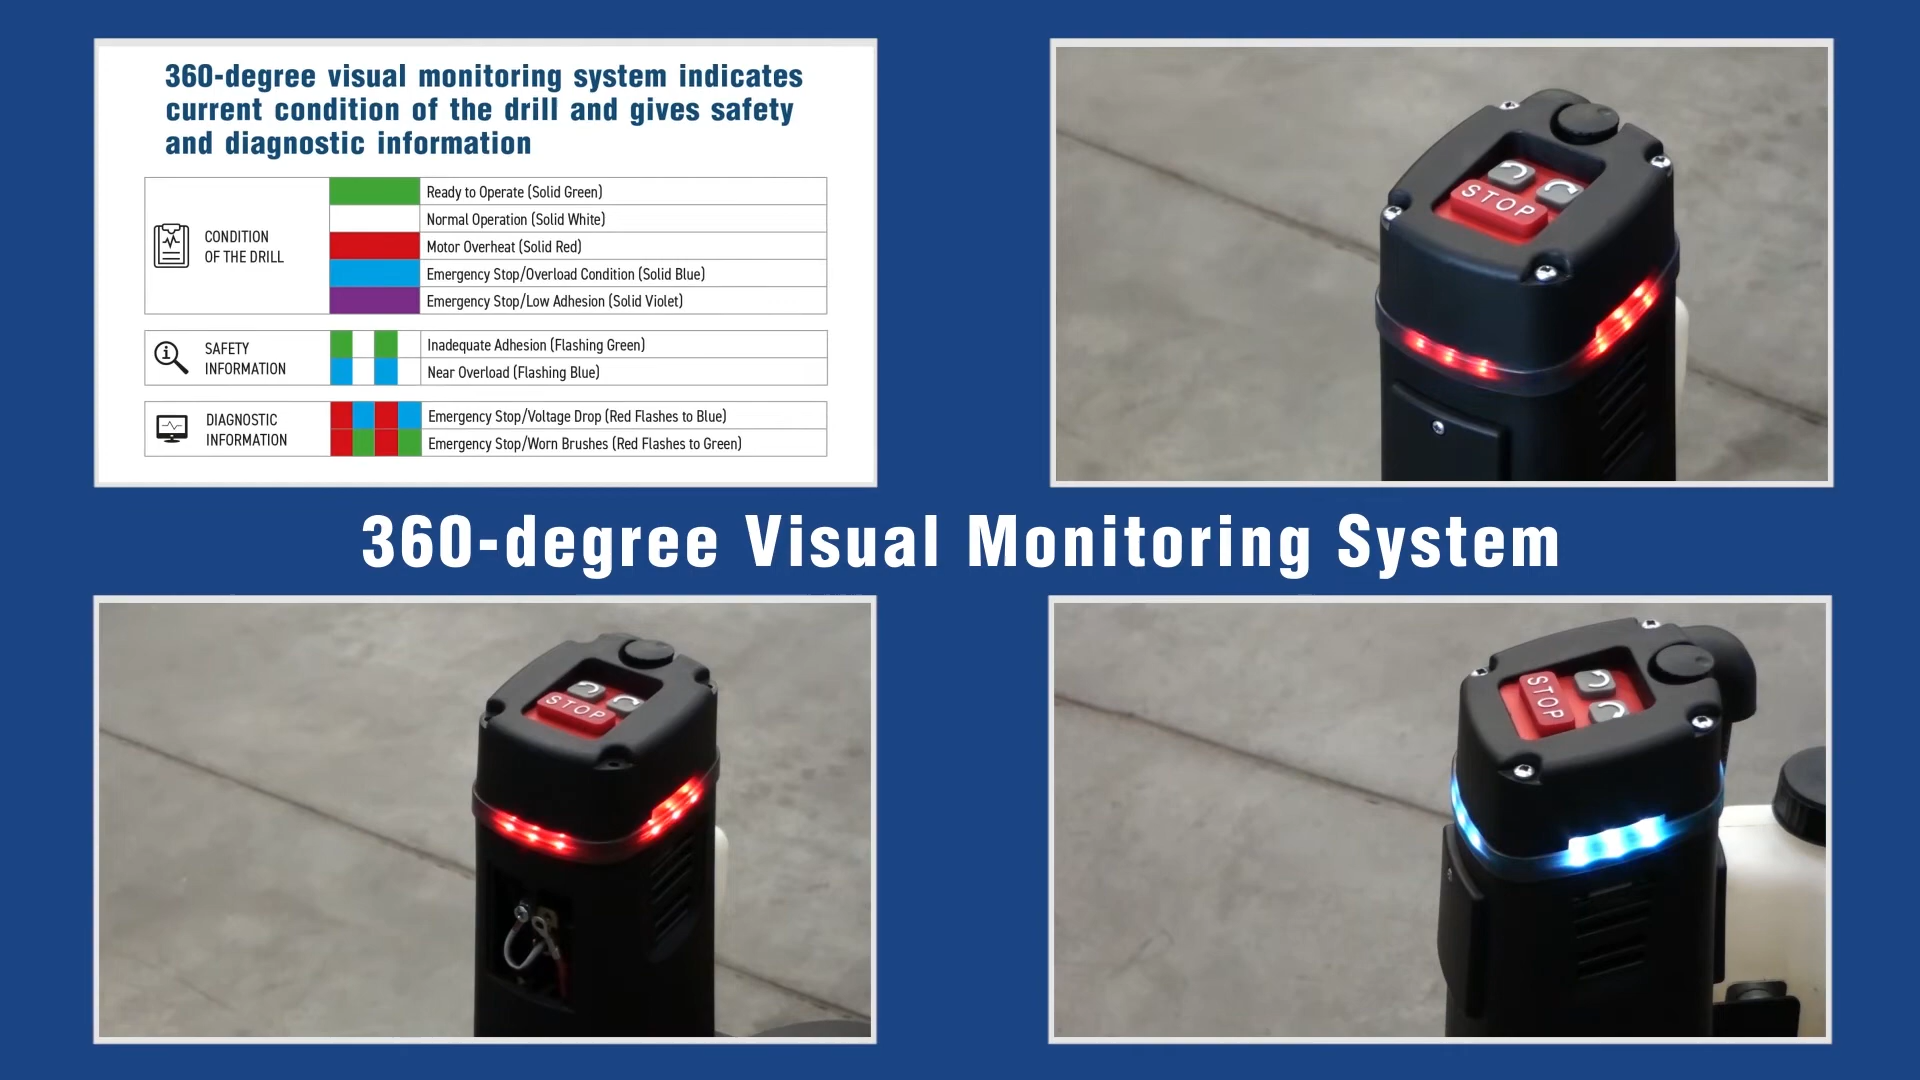 360-degree visual monitoring system indicates
current condition of the drill and gives safety
and diagnostic information
CONDITION
OF THE DRILL
Ready to Operate (Solid Green)
Normal Operation (Solid White)
Motor Overheat (Solid Red)
Emergency Stop/Overload Condition (Solid Blue)
Emergency Stop/Low Adhesion (Solid Violet)
SAFETY
INFORMATION
Inadequate Adhesion (Flashing Green)
Near Overload (Flashing Blue)
DIAGNOSTIC
INFORMATION
Emergency Stop/Voltage Drop (Red Flashes to Blue)
Emergency Stop/Worn Brushes (Red Flashes to Green)
STOP
360-degree Visual Monitoring System
STOP
STOP